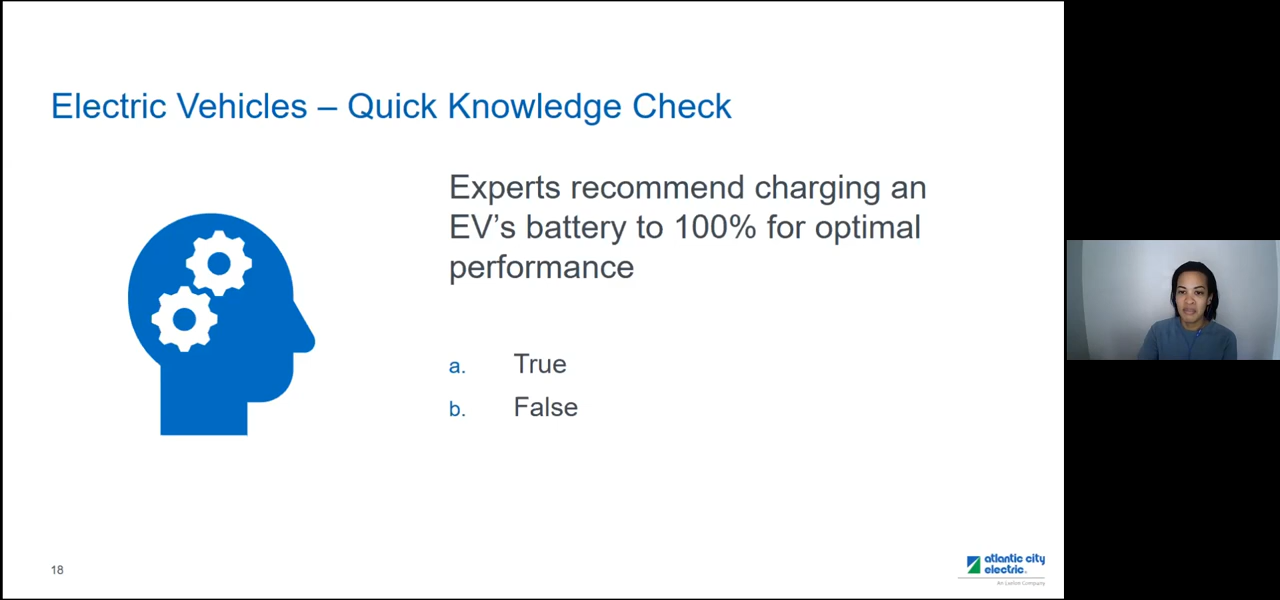 Electric Vehicles – Quick Knowledge Check
Experts recommend charging an
EV’s battery to 100% for optimal
performance
a. True
b. False
18
atlantic city
electric.
An Exelon Company